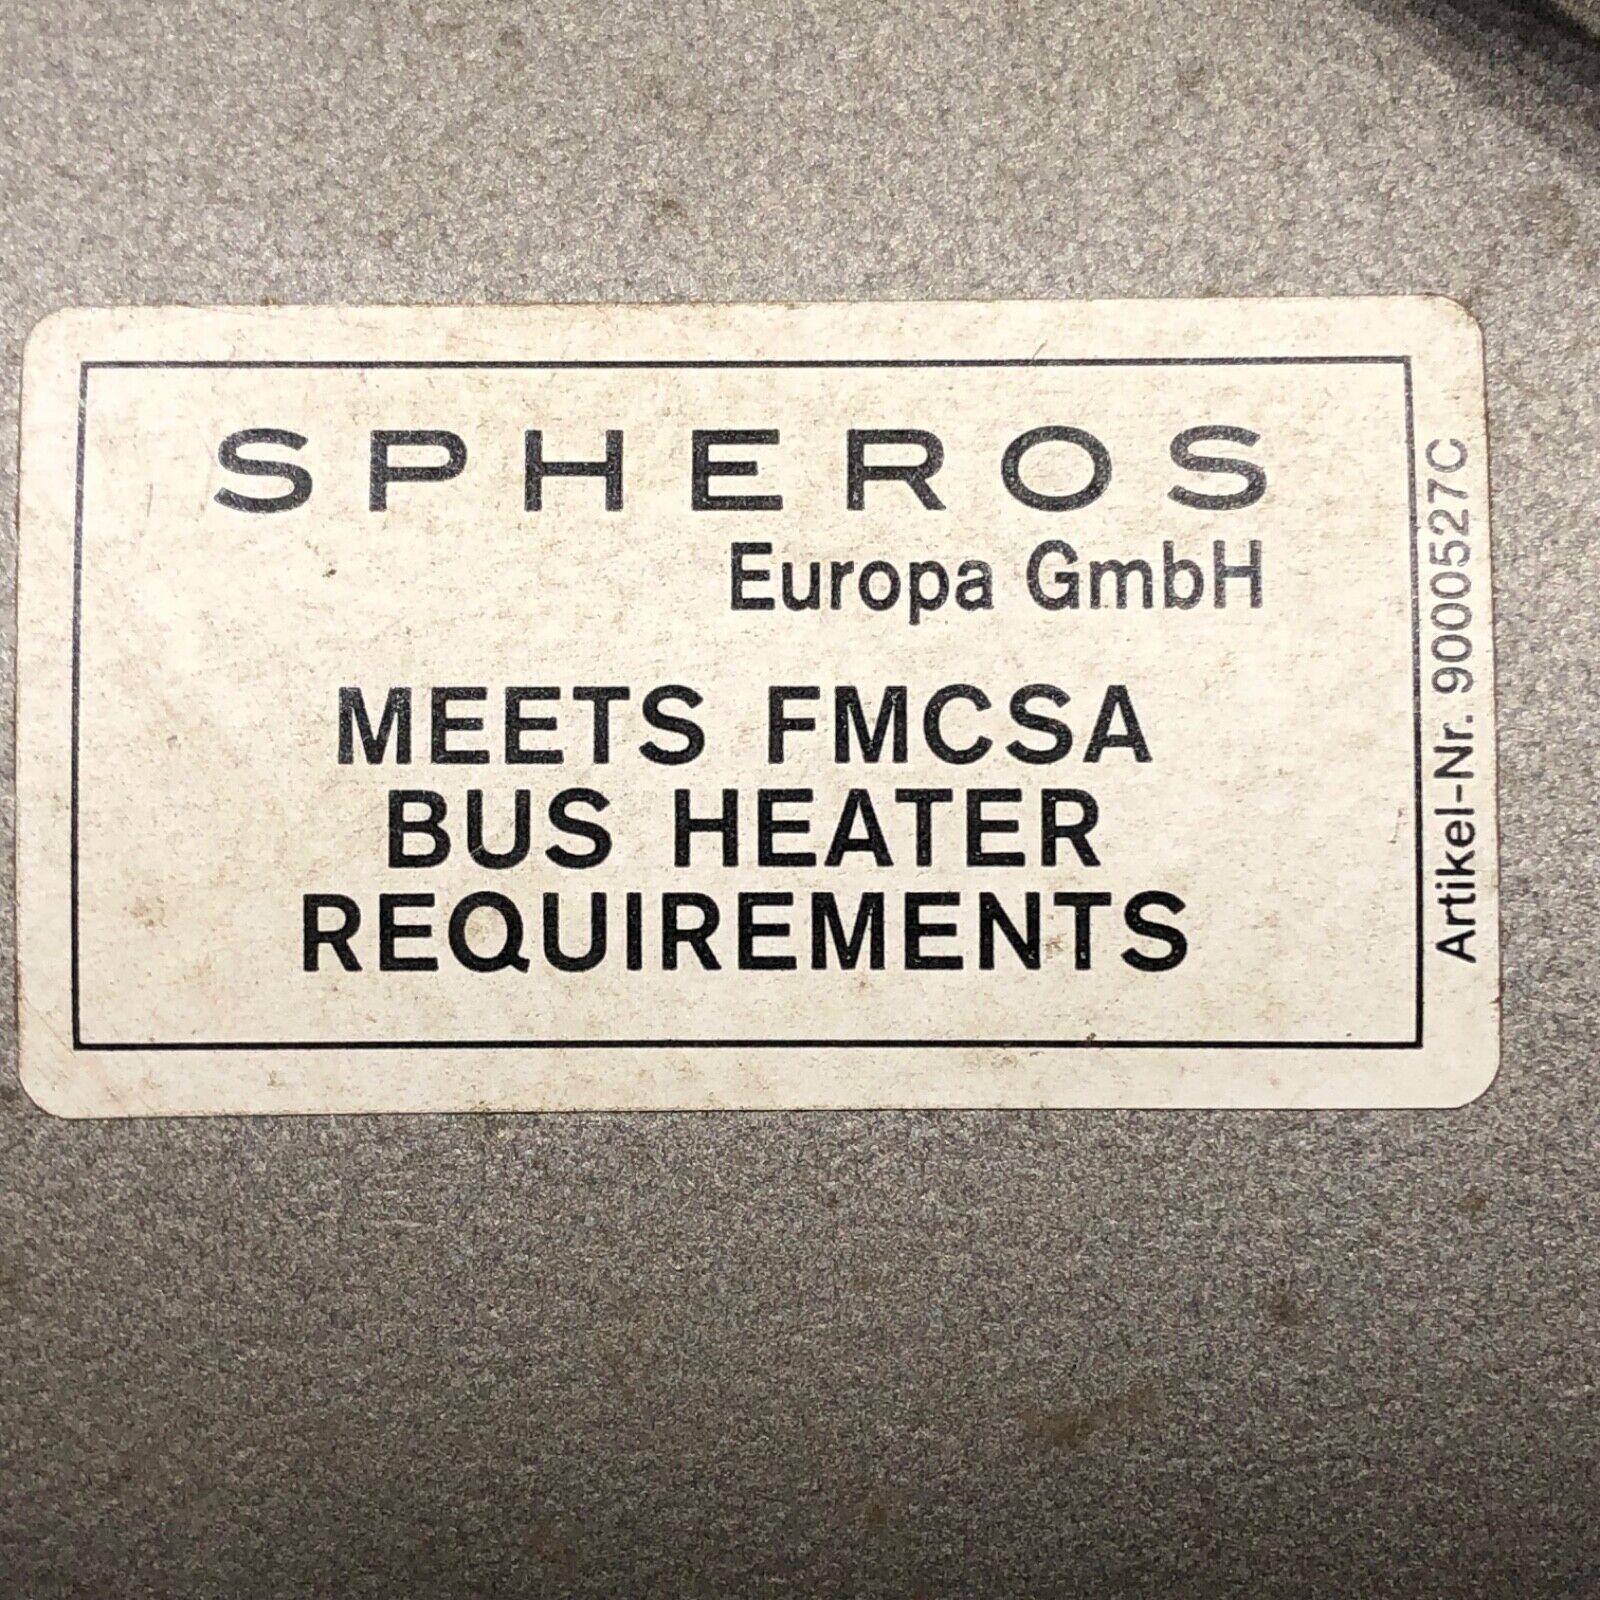 SPHEROS
Europa GmbH
MEETS FMCSA
BUS HEATER
REQUIREMENTS
Artikel-Nr. 9000527C